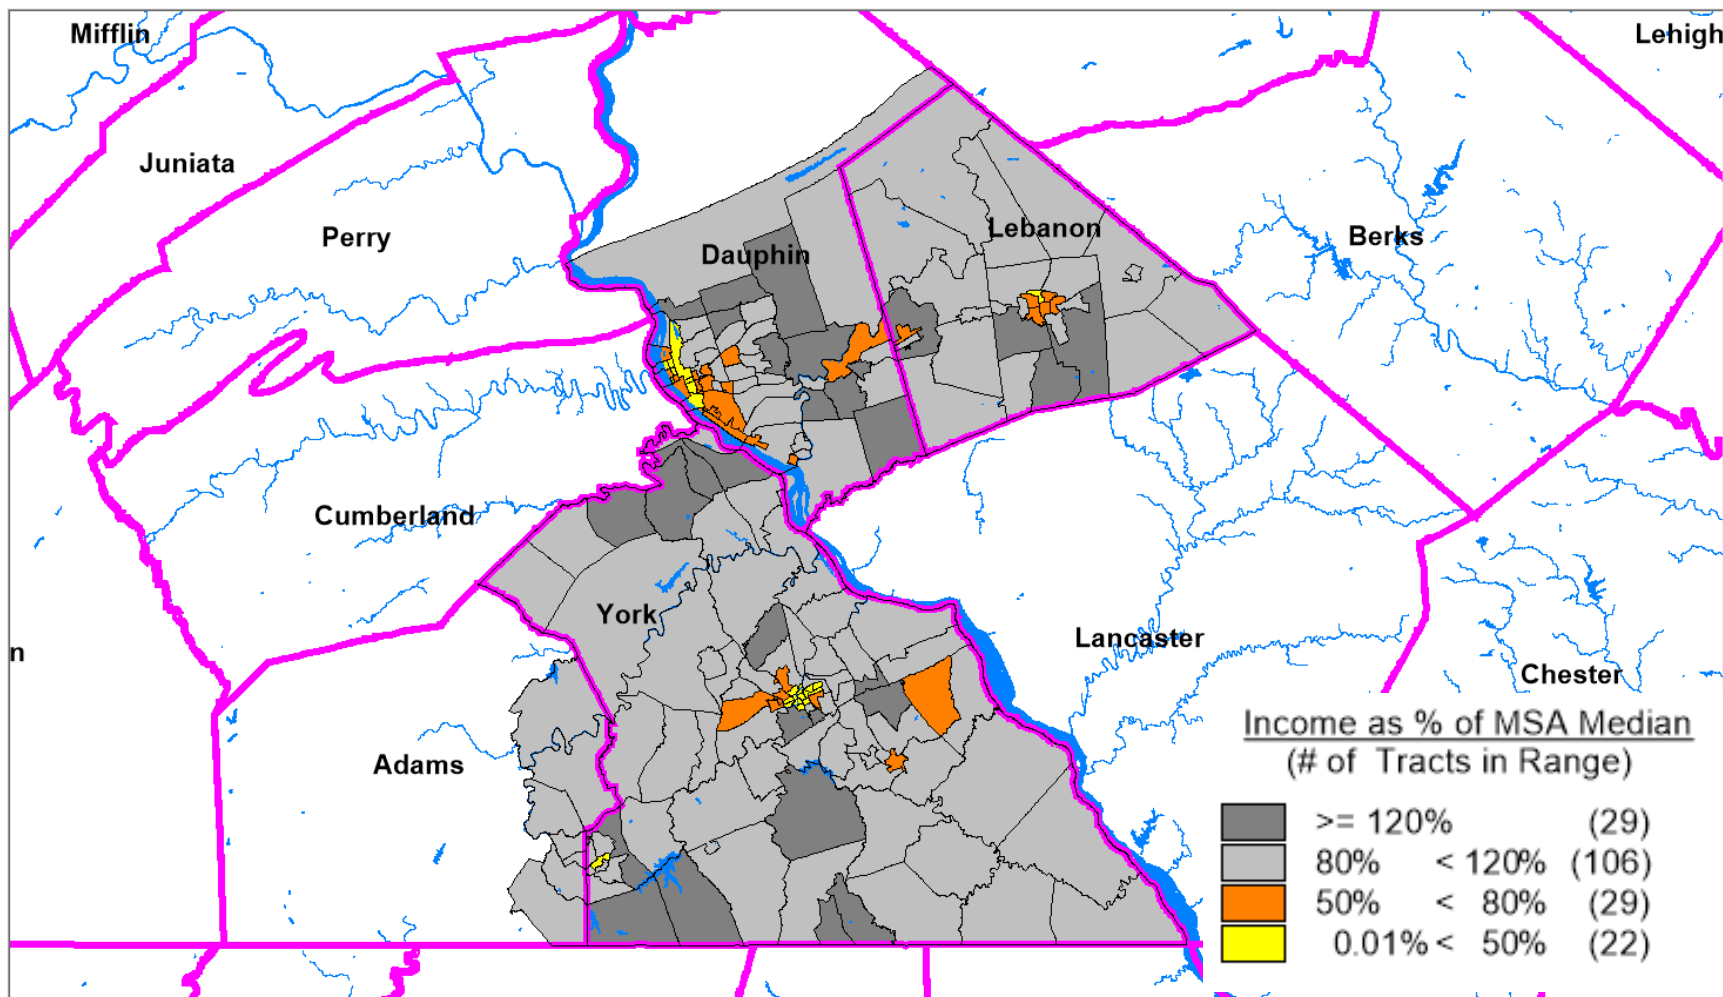 Mifflin
Lehigh
Juniata
Perry
Dauphin
Lebanon
Berks
Cumberland
York
n
Lancaster
Chester
Adams
Income as % of MSA Median
(# of Tracts in Range)
>= 120% (29)
80% < 120% (106)
50% < 80% (29)
0.01% < 50% (22)